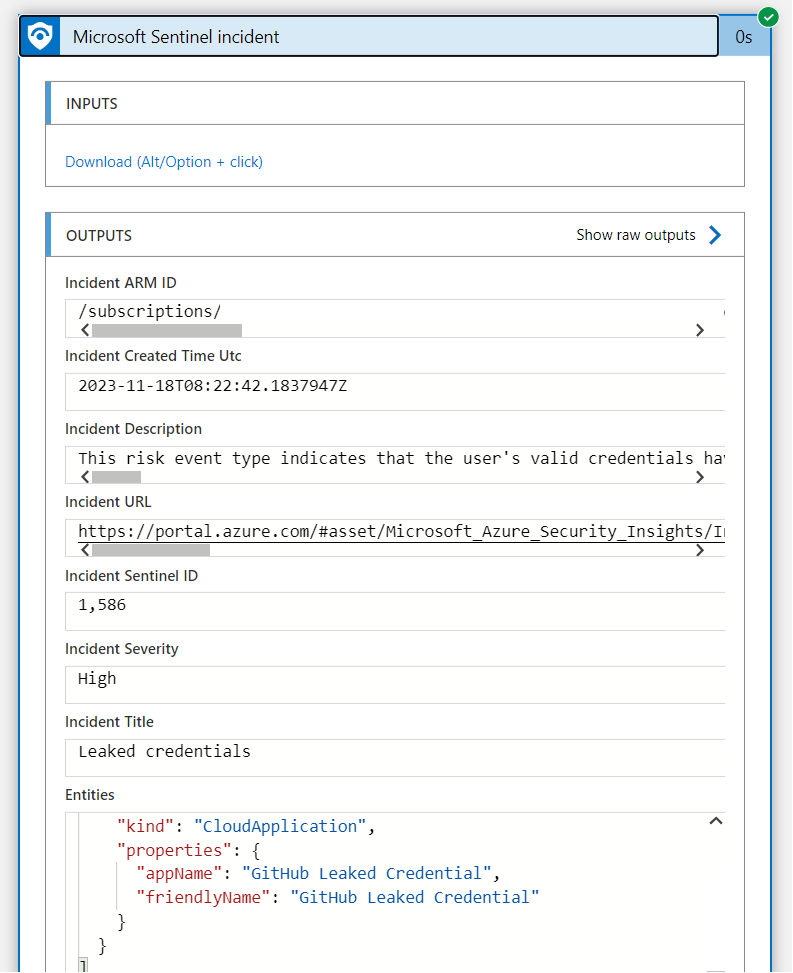 Microsoft Sentinel incident
0s
INPUTS
Download (Alt/Option + click)
OUTPUTS
Show raw outputs
Incident ARM ID
/subscriptions/
Incident Created Time Utc
2023-11-18T08:22:42.1837947Z
Incident Description
This risk event type indicates that the user's valid credentials
Incident URL
https://portal.azure.com/#asset/Microsoft_Azure_Security_Insights/
Incident Sentinel ID
1,586
Incident Severity
High
Incident Title
Leaked credentials
Entities
"kind": "CloudApplication",
"properties": {
"appName": "GitHub Leaked Credential",
"friendlyName": "GitHub Leaked Credential"
}
}
]